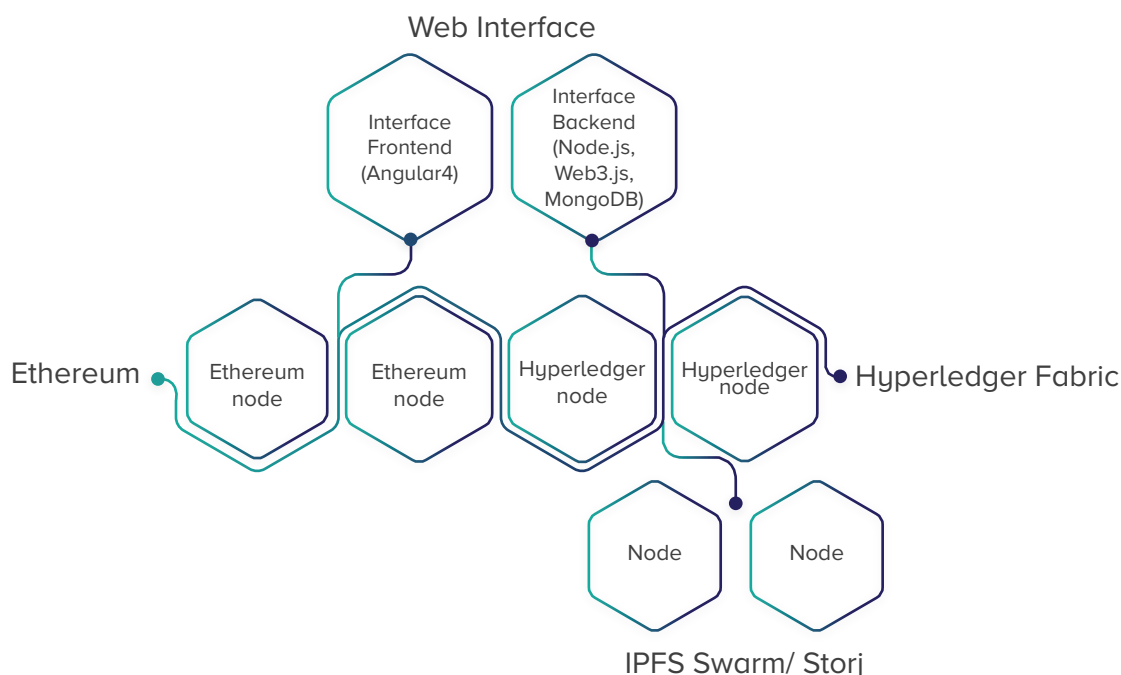 Web Interface
Interface
Frontend
(Angular4)
Interface
Backend
(Node.js,
Web3.js,
MongoDB)
Ethereum
Ethereum
node
Ethereum
node
Hyperledger
node
Hyperledger
node
Hyperledger Fabric
Node
Node
IPFS Swarm/ Storj